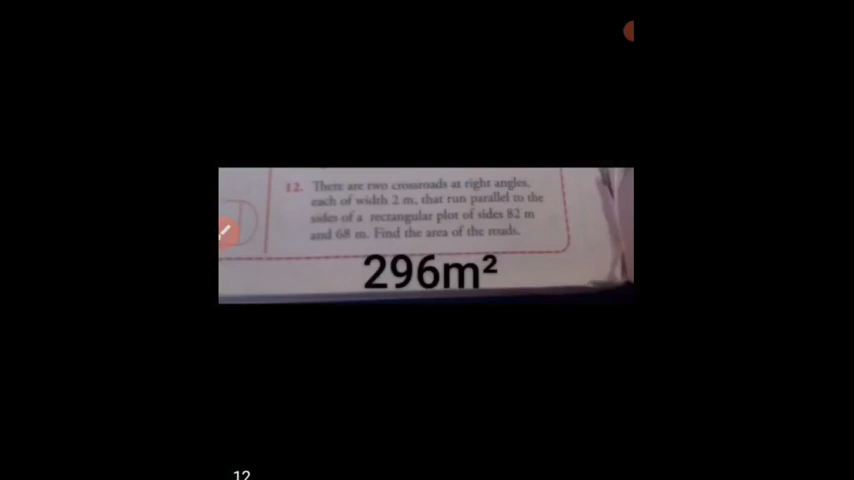 12. There are two crossroads at right angles,
each of width 2 m, that run parallel to the
sides of a rectangular plot of sides 82 m
and 68 m. Find the area of the roads.
296m²
12